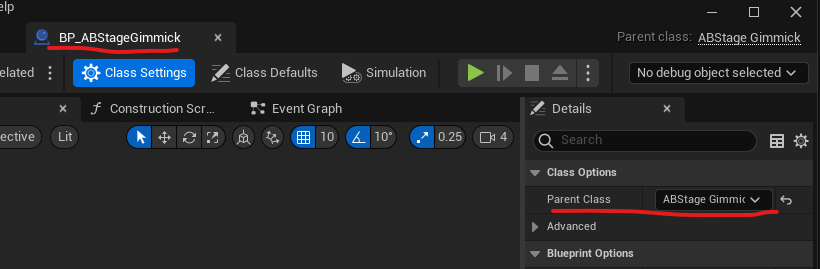 elp
BP_ABStageGimmick
Parent class: ABStage Gimmick
elated
Class Settings
Class Defaults
Simulation
No debug object selected
Construction Scr...
Event Graph
Details
ective
Lit
10
10°
0.25
4
Search
Class Options
Parent Class
ABStage Gimmic
Advanced
Blueprint Options